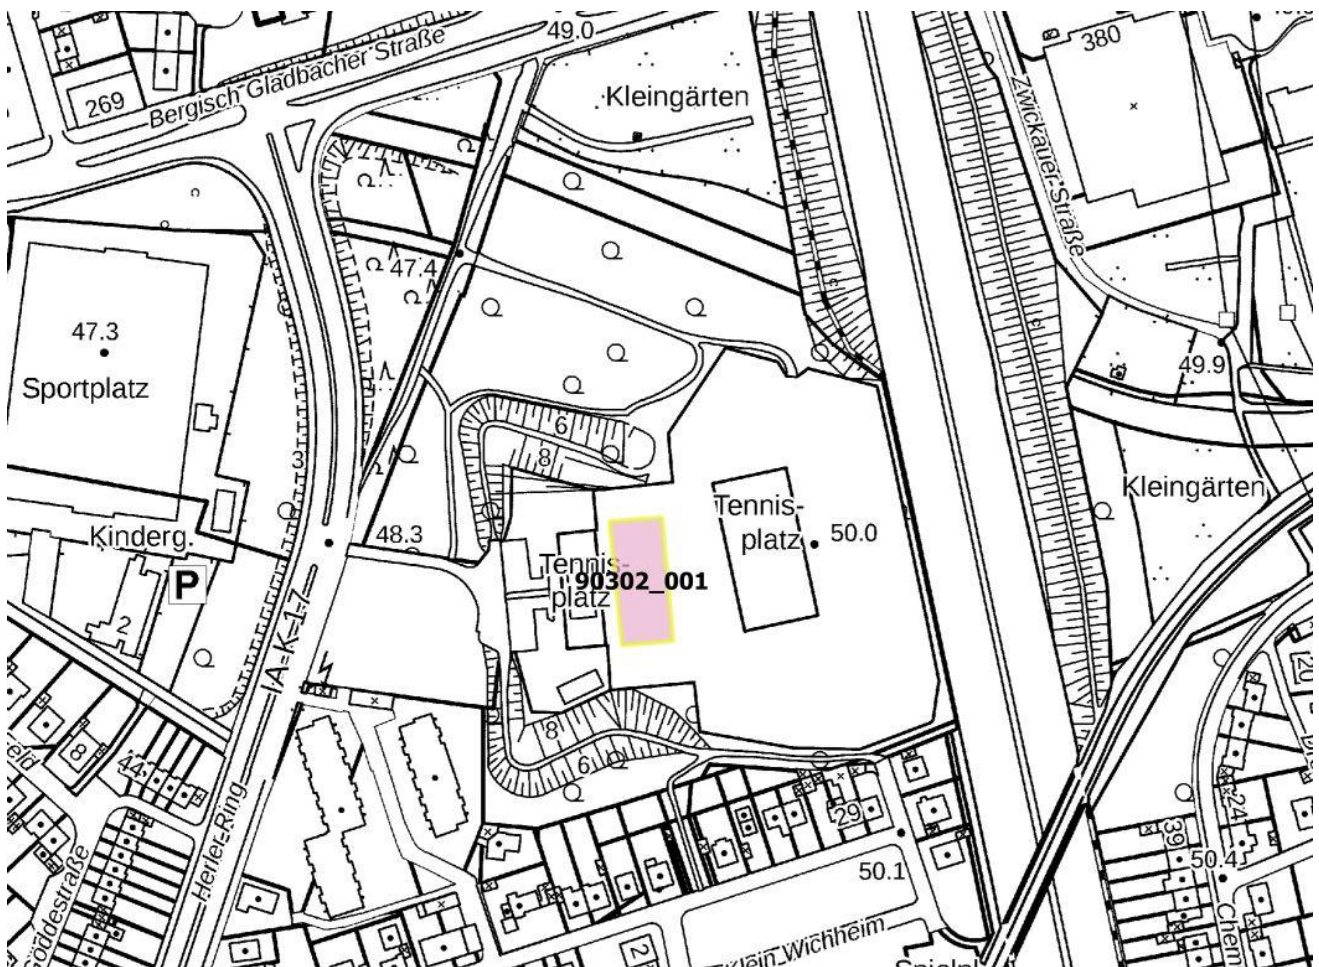 49.0
380
Bergisch Gladbacher Straße
269
Kleingärten
Zwickauer Straße
47.4
47.3
Sportplatz
49.9
6
8
3
Kleingärten
Tennis-
platz
50.0
48.3
Kinderg.
P
Tennis-
platz
90302_001
2
IA-K-17
20
8
44
8
6
Herler-Ring
29
24
39
50.4
50.1
Klein Wichheim
Chem